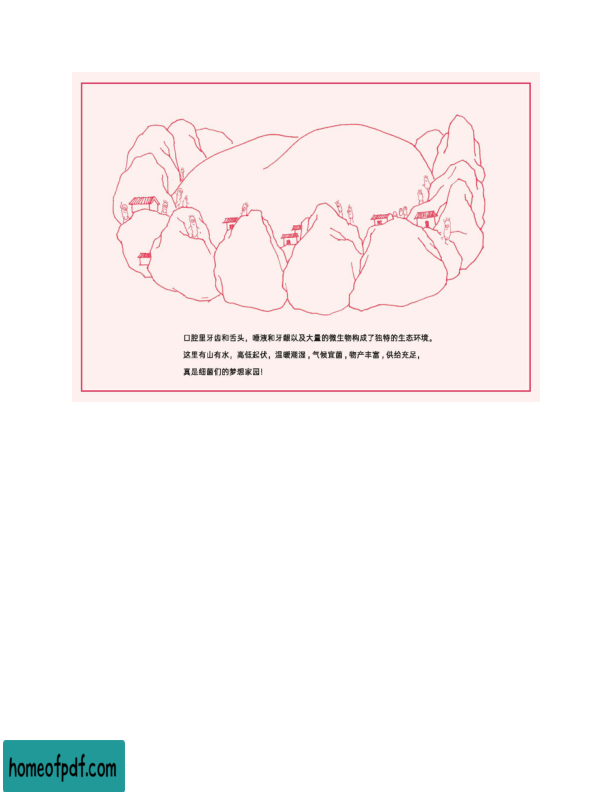 口腔里牙齿和舌头，唾液和牙龈以及大量的微生物构成了独特的生态环境。
这里有山有水，高低起伏，温暖潮湿，气候宜菌，物产丰富，供给充足，
真是细菌们的梦想家园！
homeofpdf.com